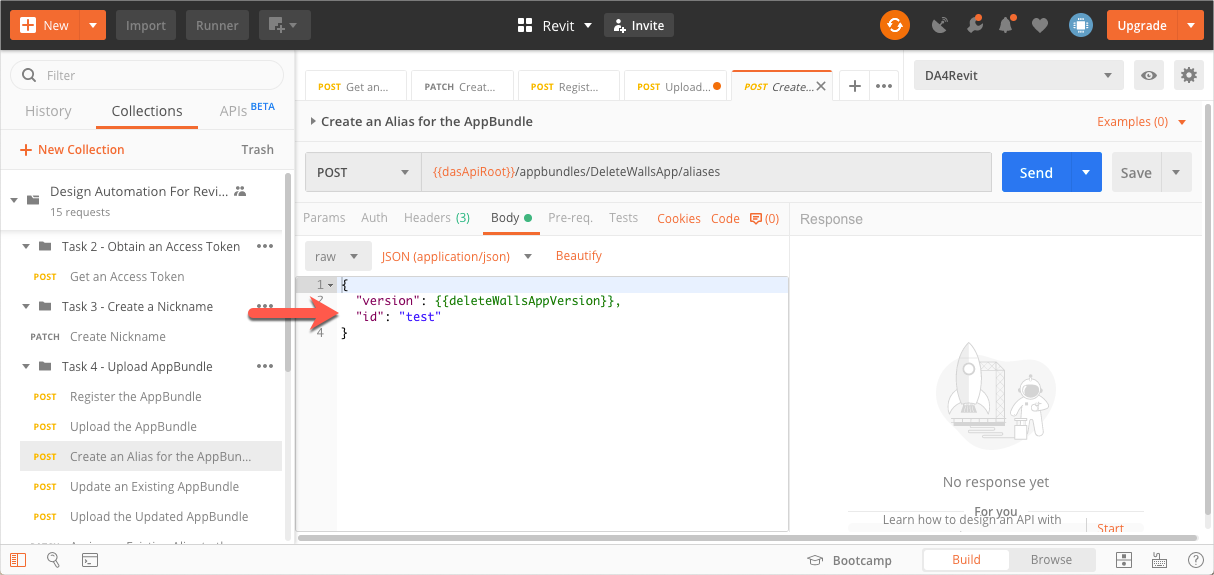 New Import Runner Revit Invite Upgrade
Filter
History Collections APIs BETA
New Collection Trash
Design Automation For Revi...
15 requests
Task 2 - Obtain an Access Token
POST Get an Access Token
Task 3 - Create a Nickname
PATCH Create Nickname
Task 4 - Upload AppBundle
POST Register the AppBundle
POST Upload the AppBundle
POST Create an Alias for the AppBun...
POST Update an Existing AppBundle
POST Upload the Updated AppBundle
POST Get an... PATCH Creat... POST Regist... POST Upload... POST Create... DA4Revit
Create an Alias for the AppBundle Examples (0)
POST {{dasApiRoot}}/appbundles/DeleteWallsApp/aliases Send Save
Params Auth Headers (3) Body Pre-req. Tests Cookies Code (0)
raw JSON (application/json) Beautify
1 {
2 "version": {{deleteWallsAppVersion}},
"id": "test"
4 }
Response
No response yet
For you
Learn how to design an API with Start
Bootcamp Build Browse